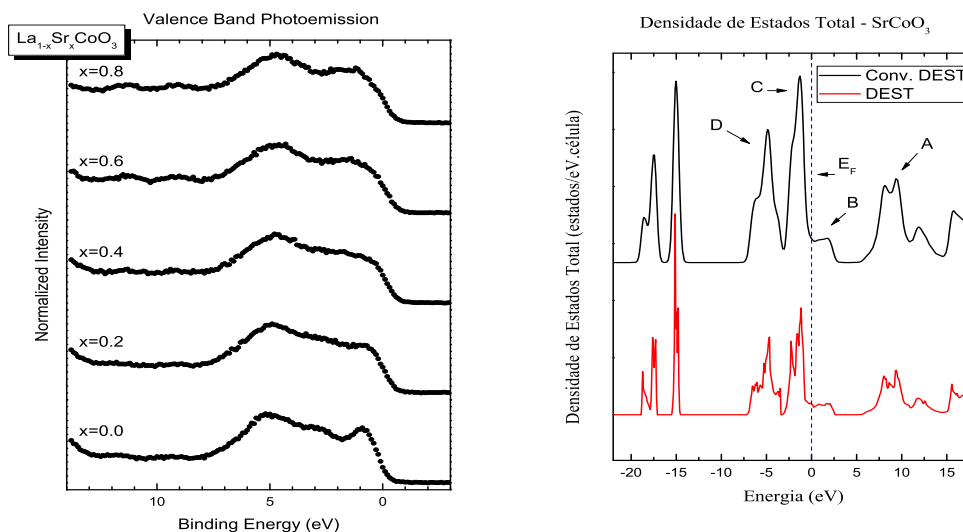 Valence Band Photoemission
La1-xSrxCoO3
x=0.8
x=0.6
x=0.4
x=0.2
x=0.0
Normalized Intensity
10
5
0
Binding Energy (eV)
Densidade de Estados Total - SrCoO3
Conv. DEST
DEST
C
D
A
EF
B
Densidade de Estados Total (estados/eV.célula)
-20
-15
-10
-5
0
5
10
15
Energia (eV)